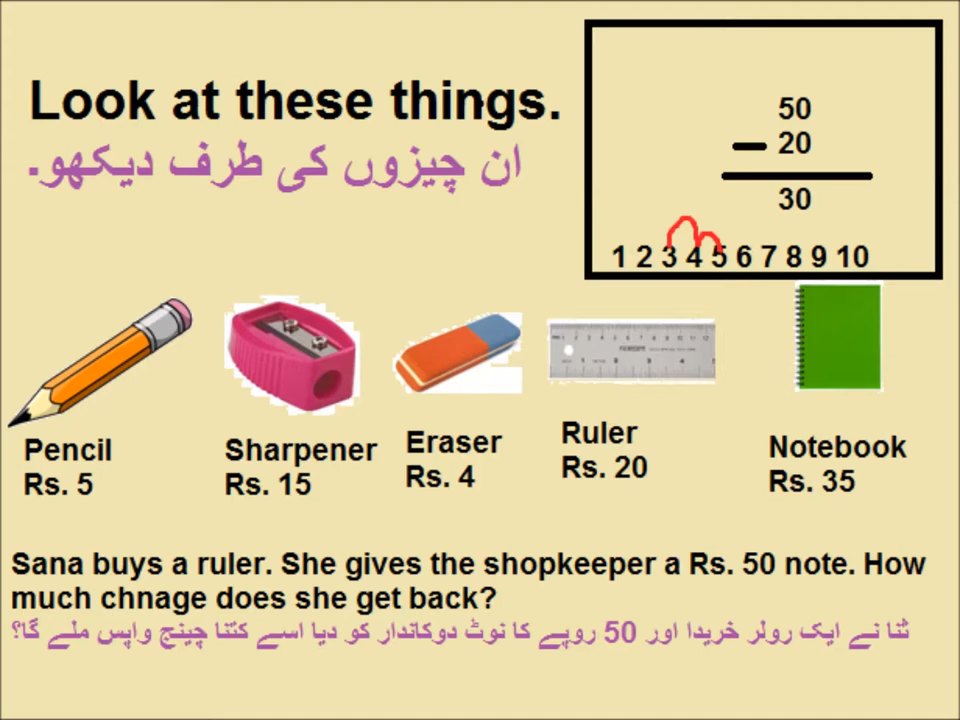 Look at these things.
ان چیزوں کی طرف دیکھو۔
50
- 20
30
1 2 3 4 5 6 7 8 9 10
Pencil
Rs. 5
Sharpener
Rs. 15
Eraser
Rs. 4
Ruler
Rs. 20
Notebook
Rs. 35
Sana buys a ruler. She gives the shopkeeper a Rs. 50 note. How
much chnage does she get back?
ثنا نے ایک رولر خریدا اور 50 روپے کا نوٹ دوکاندار کو دیا اسے کتنا چینج واپس ملے گا؟